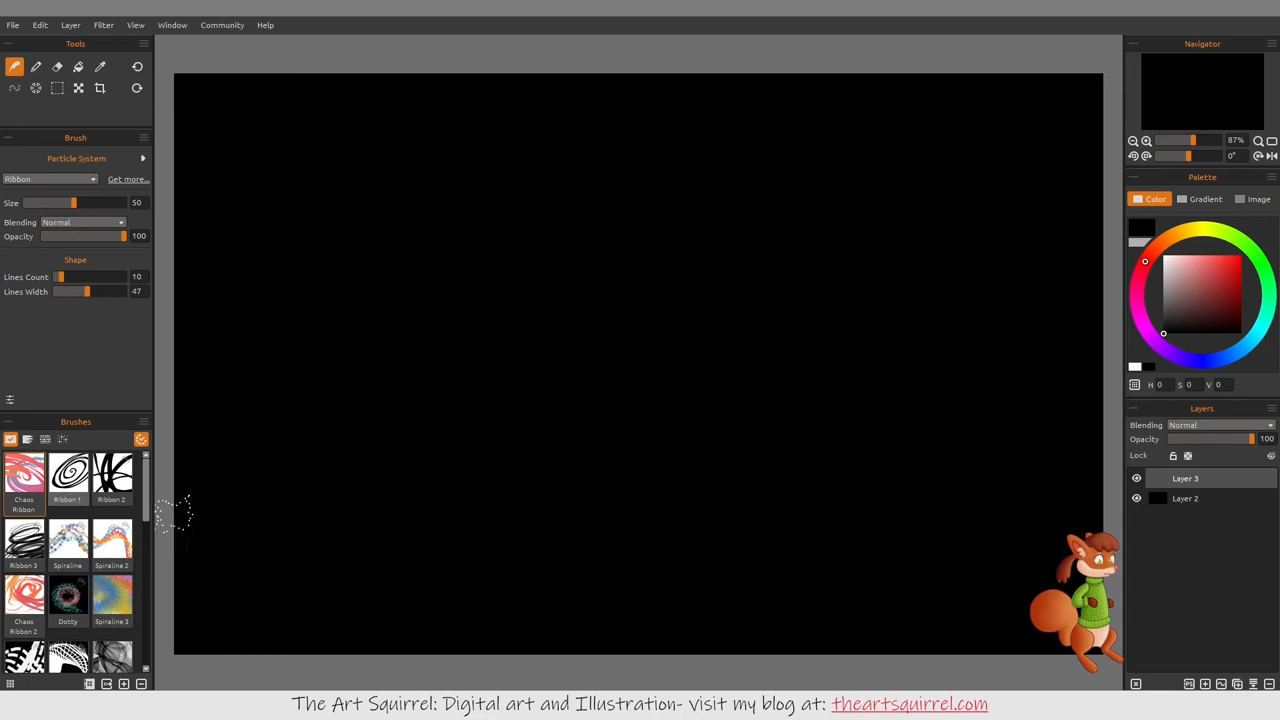 File Edit Layer Filter View Window Community Help
Tools
Brush
Particle System
Ribbon Get more...
Size 50
Blending Normal
Opacity 100
Shape
Lines Count 10
Lines Width 47
Brushes
Chaos Ribbon Ribbon 1 Ribbon 2
Ribbon 3 Spiraline Spiraline 2
Chaos Ribbon 2 Dotty Spiraline 3
Navigator
87%
0°
Palette
Color Gradient Image
H 0 S 0 V 0
Layers
Blending Normal
Opacity 100
Lock
Layer 3
Layer 2
PS
The Art Squirrel: Digital art and Illustration- visit my blog at: theartsquirrel.com